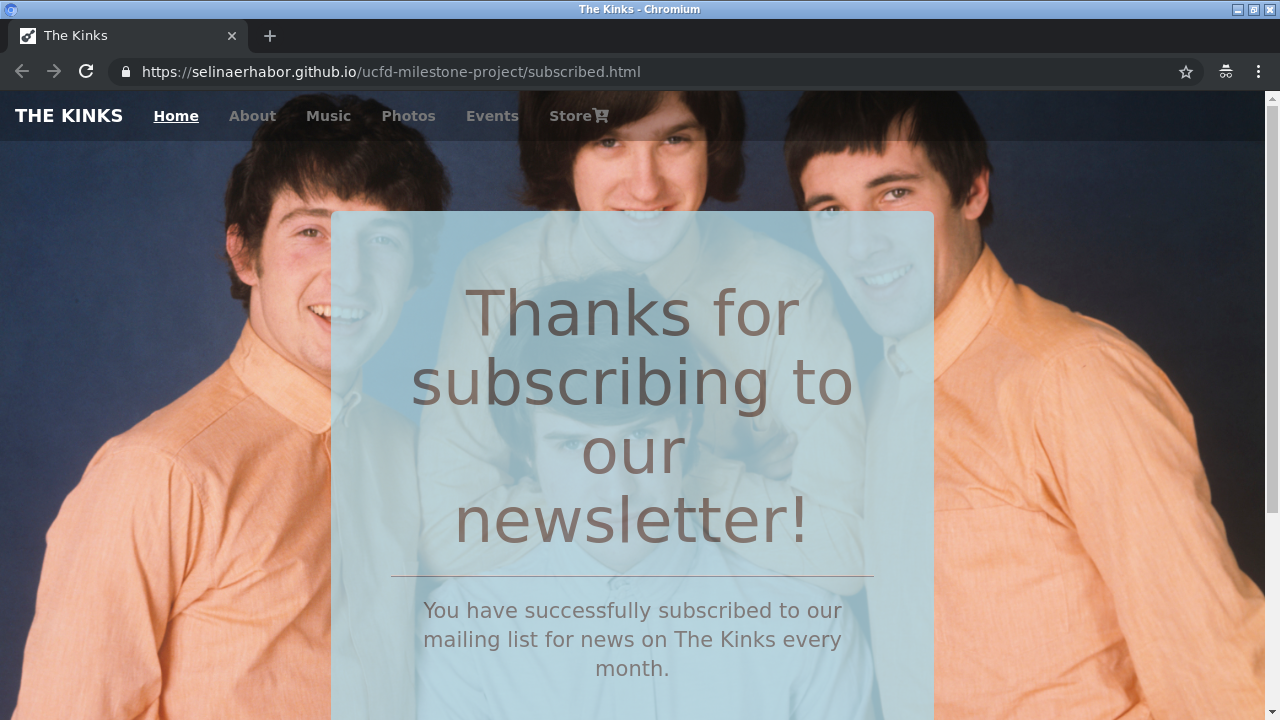 The Kinks - Chromium
The Kinks
https://selinaerhabor.github.io/ucfd-milestone-project/subscribed.html
THE KINKS Home About Music Photos Events Store
Thanks for
subscribing to
our
newsletter!
You have successfully subscribed to our
mailing list for news on The Kinks every
month.